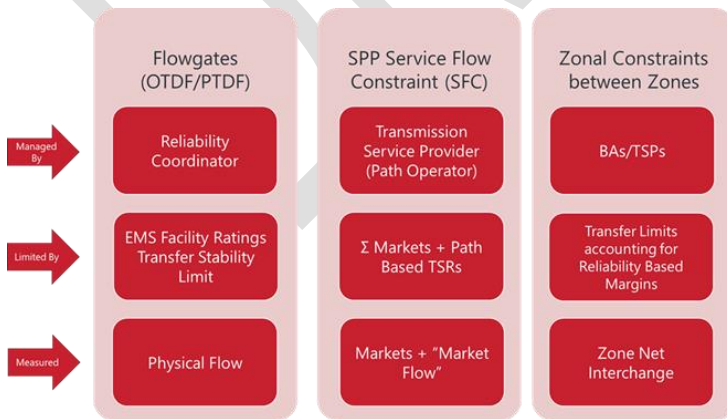 Flowgates
(OTDF/PTDF)
SPP Service Flow
Constraint (SFC)
Zonal Constraints
between Zones
Managed
By
Reliability
Coordinator
Transmission
Service Provider
(Path Operator)
BAs/TSPs
Limited By
EMS Facility Ratings
Transfer Stability
Limit
Σ Markets + Path
Based TSRs
Transfer Limits
accounting for
Reliability Based
Margins
Measured
Physical Flow
Markets + “Market
Flow”
Zone Net
Interchange